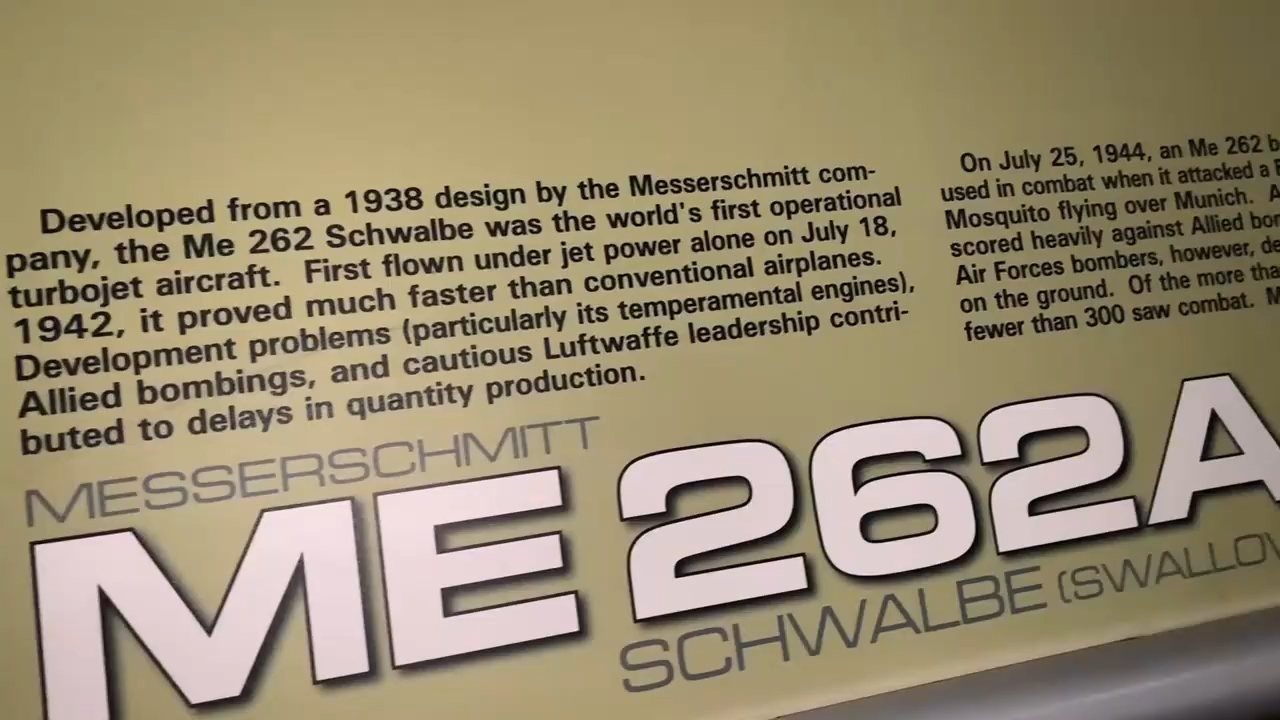 Developed from a 1938 design by the Messerschmitt com-
pany, the Me 262 Schwalbe was the world's first operational
turbojet aircraft. First flown under jet power alone on July 18,
1942, it proved much faster than conventional airplanes.
Development problems (particularly its temperamental engines),
Allied bombings, and cautious Luftwaffe leadership contri-
buted to delays in quantity production.
On July 25, 1944, an Me 262 b
used in combat when it attacked a
Mosquito flying over Munich. A
scored heavily against Allied bo
Air Forces bombers, however, de
on the ground. Of the more tha
fewer than 300 saw combat. M
MESSERSCHMITT
ME 262A
SCHWALBE (SWALLOW